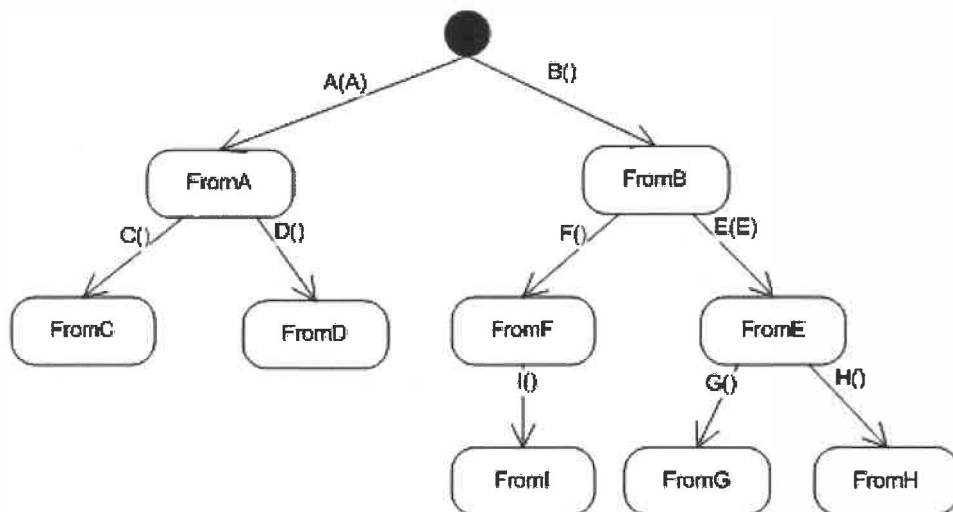 A(A)
B()
FromA
FromB
C()
D()
F()
E(E)
FromC
FromD
FromF
FromE
I()
G()
H()
FromI
FromG
FromH